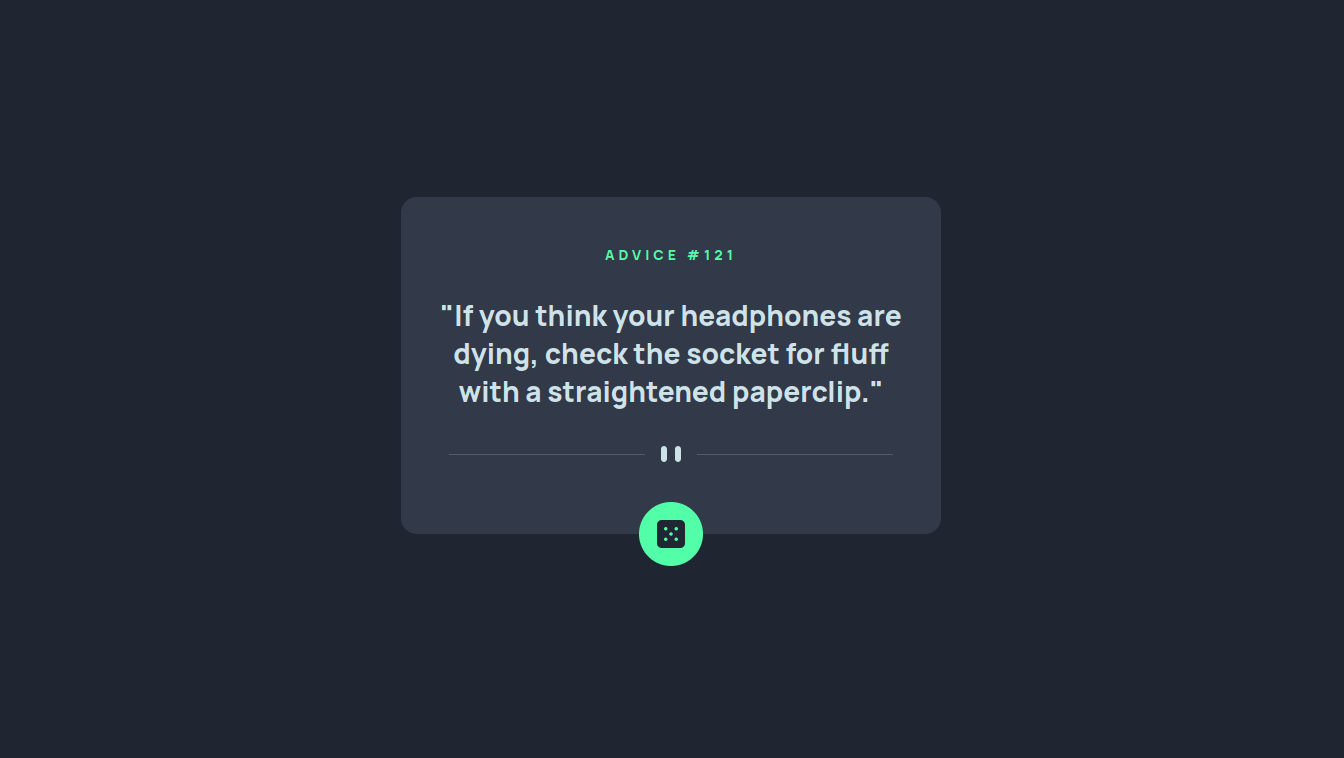 ADVICE #121
"If you think your headphones are
dying, check the socket for fluff
with a straightened paperclip."